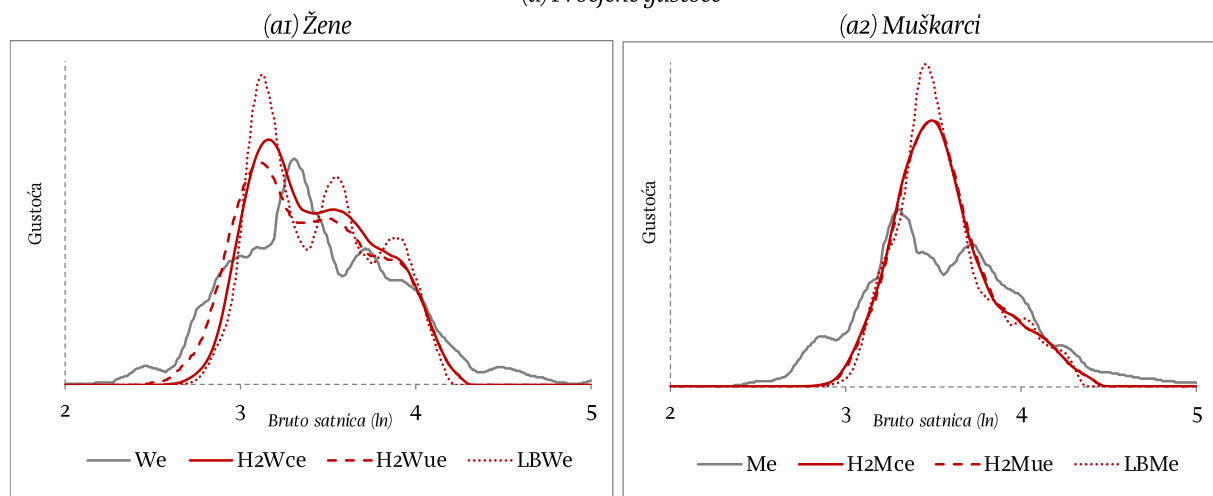 (a1) Žene
(a2) Muškarci
Gustoća
2 3 4 5
Bruto satnica (ln)
We H2Wce H2Wue LBWe
Gustoća
2 3 4 5
Bruto satnica (ln)
Me H2Mce H2Mue LBMe